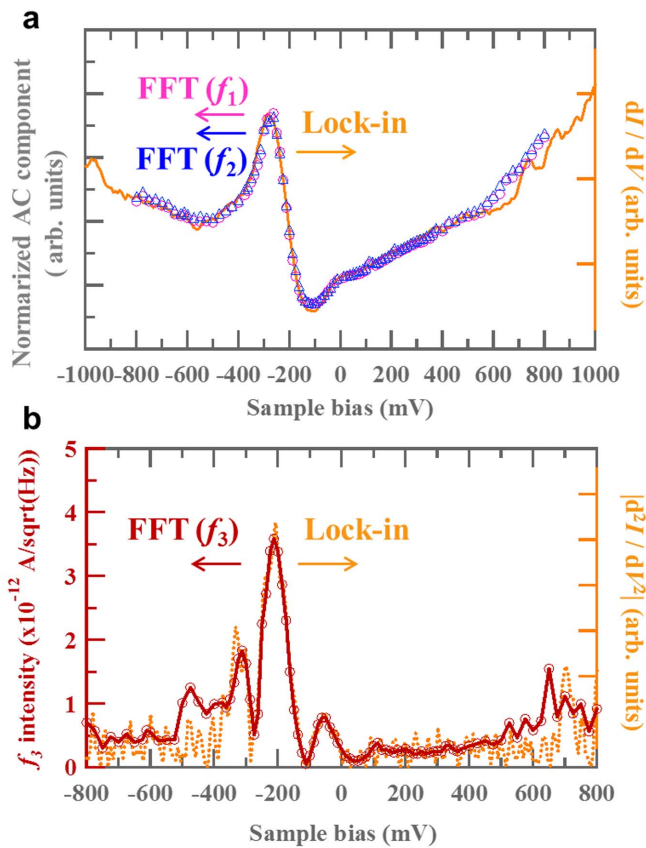 a
Normarized AC component
( arb. units)
FFT (f1)
FFT (f2)
Lock-in
dI / dV (arb. units)
-1000 -800 -600 -400 -200 0 200 400 600 800 1000
Sample bias (mV)
b
f3 intensity (x10-12 A/sqrt(Hz))
5
4
3
2
1
0
FFT (f3)
Lock-in
|d2I / dV2| (arb. units)
-800 -600 -400 -200 0 200 400 600 800
Sample bias (mV)